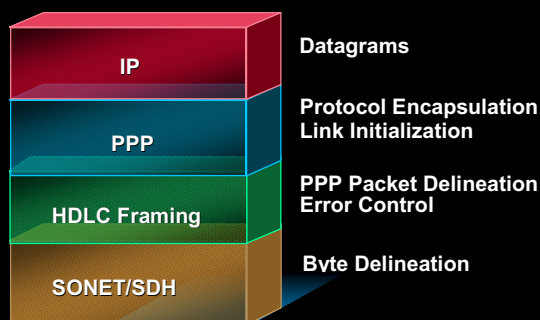 IP
Datagrams
PPP
Protocol Encapsulation
Link Initialization
HDLC Framing
PPP Packet Delineation
Error Control
SONET/SDH
Byte Delineation